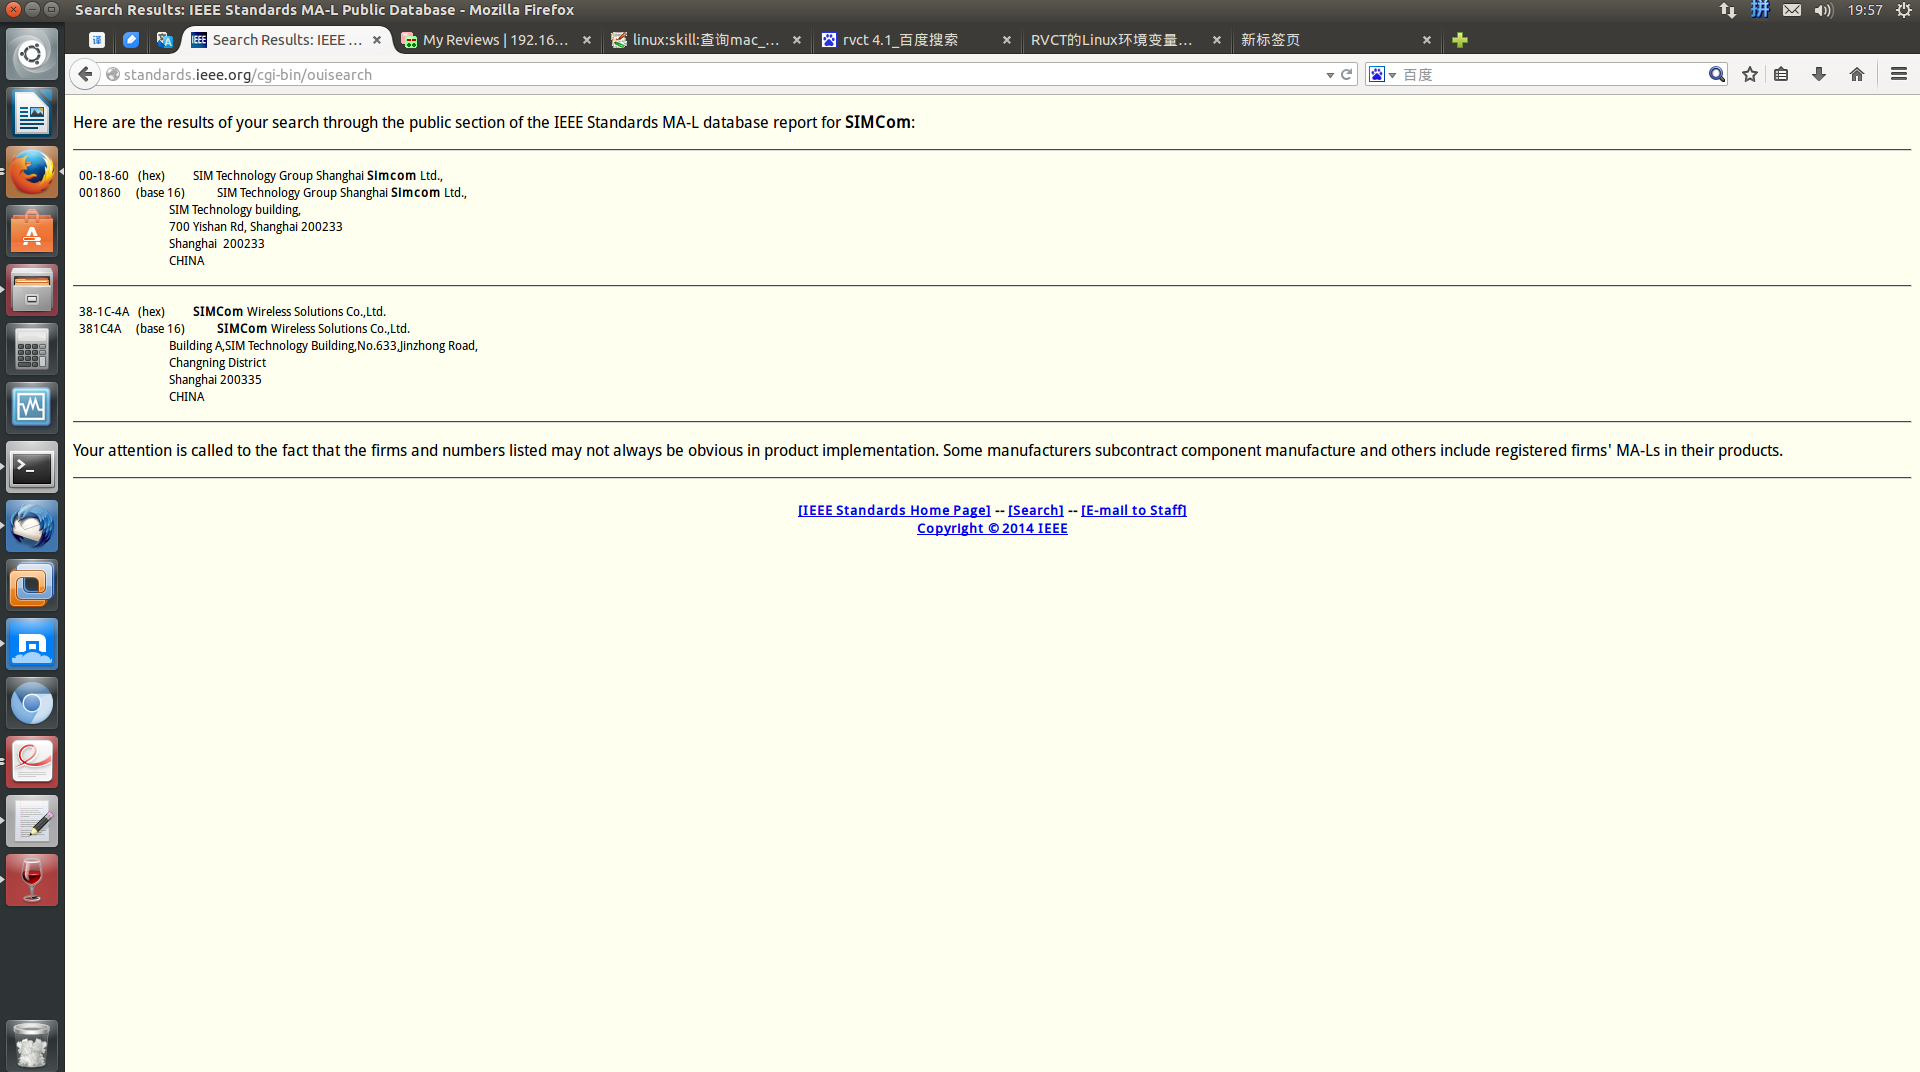 Search Results: IEEE Standards MA-L Public Database - Mozilla Firefox
拼
19:57
译
IEEE Search Results: IEEE ...
My Reviews | 192.16...
linux:skill:查询mac_...
rvct 4.1_百度搜索
RVCT的Linux环境变量...
新标签页
standards.ieee.org/cgi-bin/ouisearch
百度
Here are the results of your search through the public section of the IEEE Standards MA-L database report for SIMCom:
00-18-60 (hex) SIM Technology Group Shanghai Simcom Ltd.,
001860 (base 16) SIM Technology Group Shanghai Simcom Ltd.,
SIM Technology building,
700 Yishan Rd, Shanghai 200233
Shanghai 200233
CHINA
38-1C-4A (hex) SIMCom Wireless Solutions Co.,Ltd.
381C4A (base 16) SIMCom Wireless Solutions Co.,Ltd.
Building A,SIM Technology Building,No.633,Jinzhong Road,
Changning District
Shanghai 200335
CHINA
Your attention is called to the fact that the firms and numbers listed may not always be obvious in product implementation. Some manufacturers subcontract component manufacture and others include registered firms' MA-Ls in their products.
[IEEE Standards Home Page] -- [Search] -- [E-mail to Staff]
Copyright © 2014 IEEE